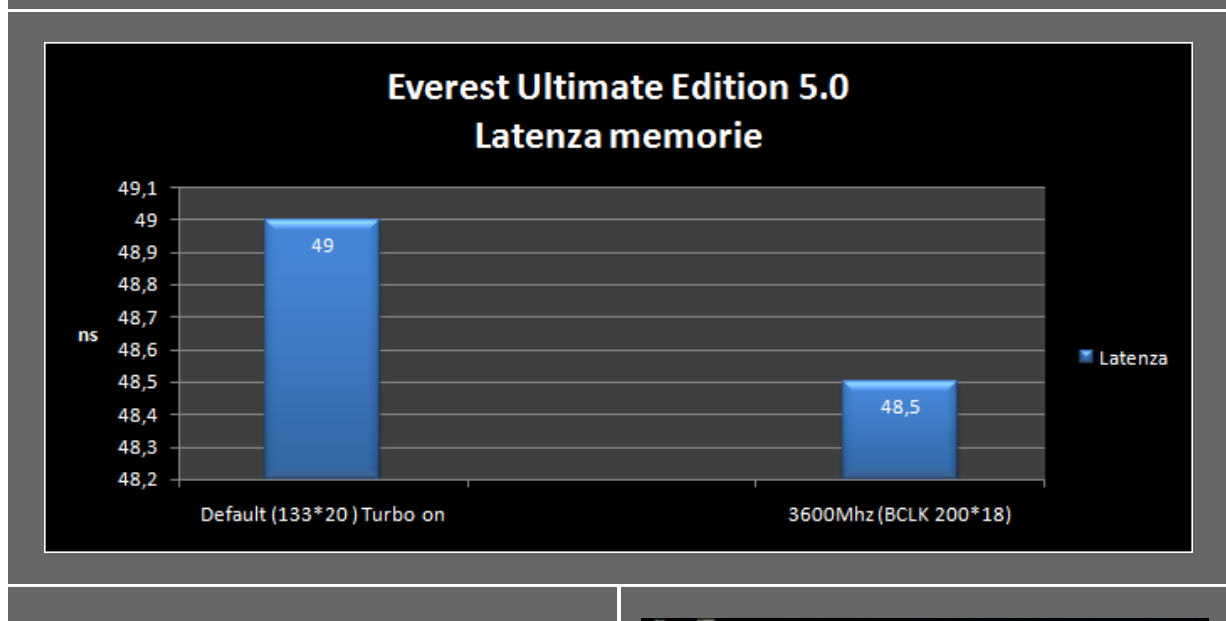 Everest Ultimate Edition 5.0
Latenza memorie
49,1
49
48,9
48,8
48,7
48,6
48,5
48,4
48,3
48,2
ns
49
48,5
Default (133*20 ) Turbo on
3600Mhz (BCLK 200*18)
Latenza